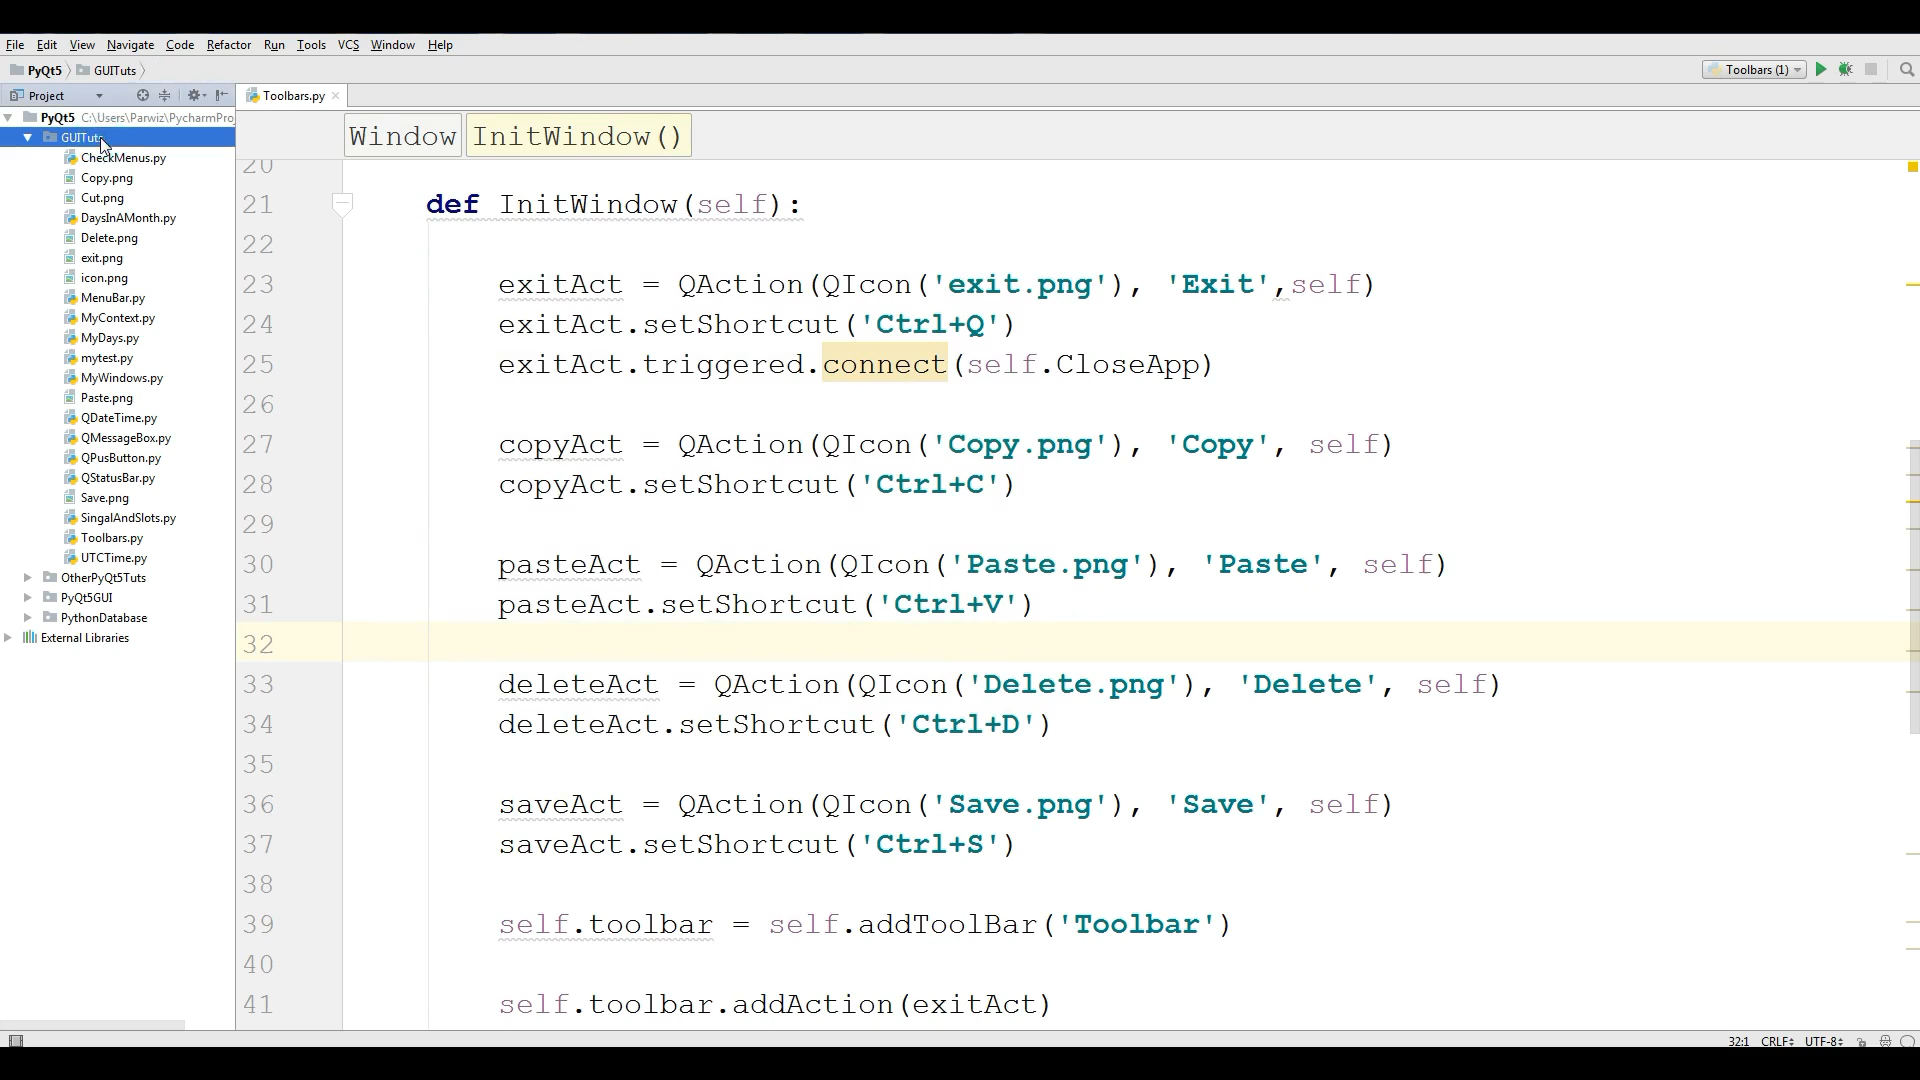 File Edit View Navigate Code Refactor Run Tools VCS Window Help
PyQt5 GUITuts Toolbars (1)
Project Toolbars.py
PyQt5 C:\Users\Parwiz\PycharmPro
GUITuts
CheckMenus.py
Copy.png
Cut.png
DaysInAMonth.py
Delete.png
exit.png
icon.png
MenuBar.py
MyContext.py
MyDays.py
mytest.py
MyWindows.py
Paste.png
QDateTime.py
QMessageBox.py
QPusButton.py
QStatusBar.py
Save.png
SingalAndSlots.py
Toolbars.py
UTCTime.py
OtherPyQt5Tuts
PyQt5GUI
PythonDatabase
External Libraries
Window InitWindow()
20
21 def InitWindow(self):
22
23 exitAct = QAction(QIcon('exit.png'), 'Exit',self)
24 exitAct.setShortcut('Ctrl+Q')
25 exitAct.triggered.connect(self.CloseApp)
26
27 copyAct = QAction(QIcon('Copy.png'), 'Copy', self)
28 copyAct.setShortcut('Ctrl+C')
29
30 pasteAct = QAction(QIcon('Paste.png'), 'Paste', self)
31 pasteAct.setShortcut('Ctrl+V')
32
33 deleteAct = QAction(QIcon('Delete.png'), 'Delete', self)
34 deleteAct.setShortcut('Ctrl+D')
35
36 saveAct = QAction(QIcon('Save.png'), 'Save', self)
37 saveAct.setShortcut('Ctrl+S')
38
39 self.toolbar = self.addToolBar('Toolbar')
40
41 self.toolbar.addAction(exitAct)
32:1 CRLF UTF-8